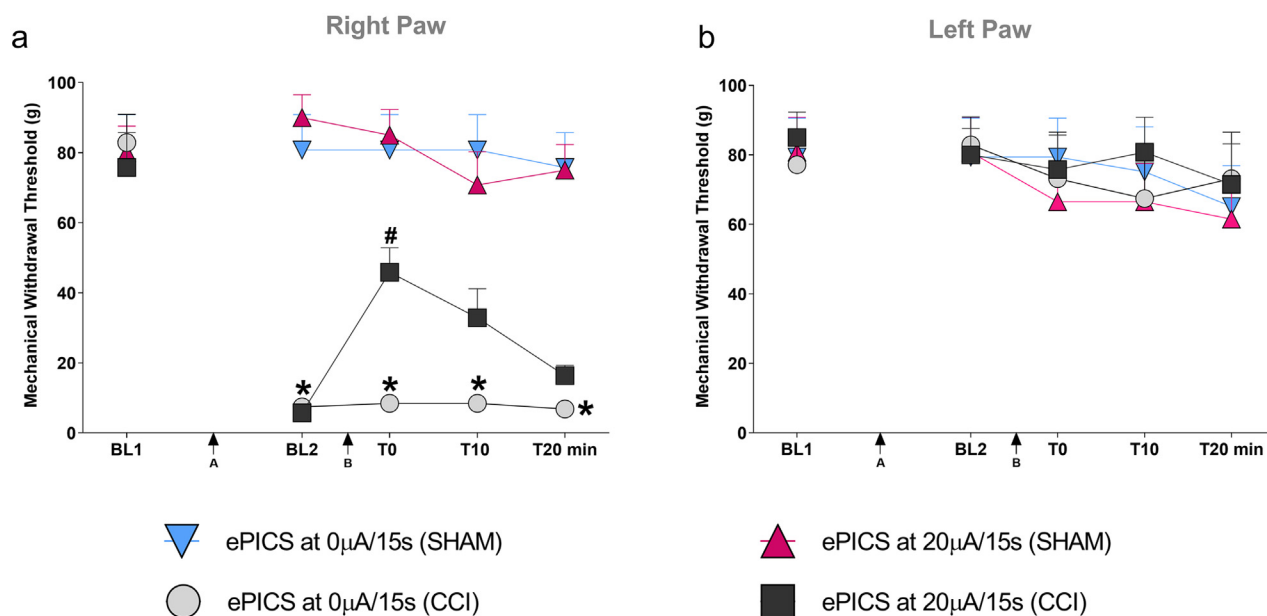 a
Right Paw
Mechanical Withdrawal Threshold (g)
100
80
60
40
20
0
#
* * * *
BL1 BL2 T0 T10 T20 min
A B
b
Left Paw
Mechanical Withdrawal Threshold (g)
100
80
60
40
20
0
BL1 BL2 T0 T10 T20 min
A B
ePICS at 0µA/15s (SHAM)
ePICS at 20µA/15s (SHAM)
ePICS at 0µA/15s (CCI)
ePICS at 20µA/15s (CCI)